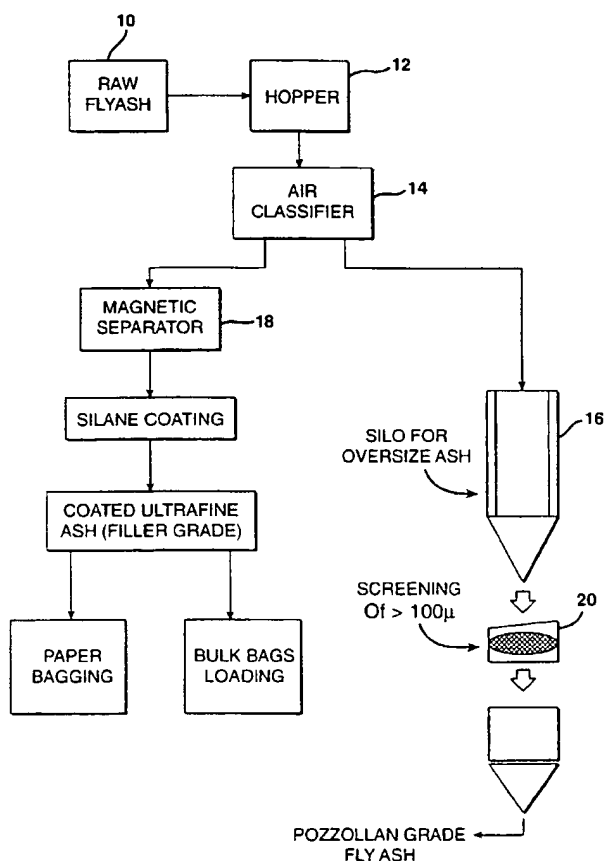 10
RAW
FLYASH
12
HOPPER
AIR
CLASSIFIER
14
MAGNETIC
SEPARATOR
18
SILANE COATING
COATED ULTRAFINE
ASH (FILLER GRADE)
PAPER
BAGGING
BULK BAGS
LOADING
16
SILO FOR
OVERSIZE ASH
SCREENING
Of > 100μ
20
POZZOLLAN GRADE
FLY ASH